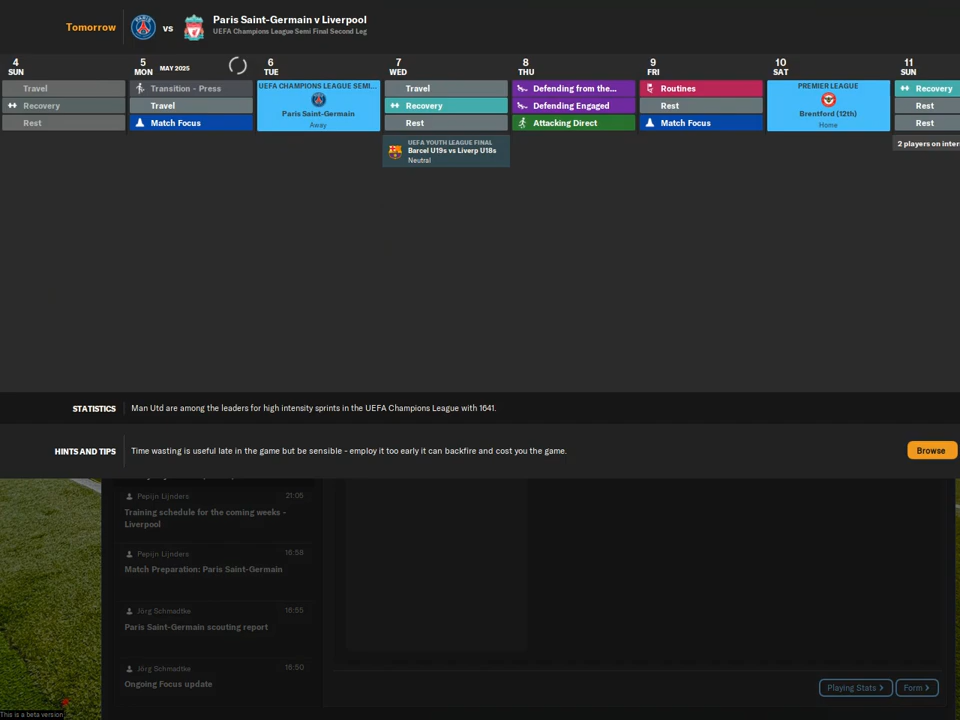 Tomorrow
vs
Paris Saint-Germain v Liverpool
UEFA Champions League Semi Final Second Leg
4
SUN
5
MON MAY 2025
6
TUE
7
WED
8
THU
9
FRI
10
SAT
11
SUN
Travel
Recovery
Rest
Transition - Press
Travel
Match Focus
UEFA CHAMPIONS LEAGUE SEMI...
Paris Saint-Germain
Away
Travel
Recovery
Rest
UEFA YOUTH LEAGUE FINAL
Barcel U19s vs Liverp U18s
Neutral
Defending from the...
Defending Engaged
Attacking Direct
Routines
Rest
Match Focus
PREMIER LEAGUE
Brentford (12th)
Home
Recovery
Rest
Rest
2 players on inter
STATISTICS
Man Utd are among the leaders for high intensity sprints in the UEFA Champions League with 1641.
HINTS AND TIPS
Time wasting is useful late in the game but be sensible - employ it too early it can backfire and cost you the game.
Browse
Pepijn Lijnders 21:05
Training schedule for the coming weeks -
Liverpool
Pepijn Lijnders 16:58
Match Preparation: Paris Saint-Germain
Jörg Schmadtke 16:55
Paris Saint-Germain scouting report
Jörg Schmadtke 16:50
Ongoing Focus update
Playing Stats >
Form >
This is a beta version